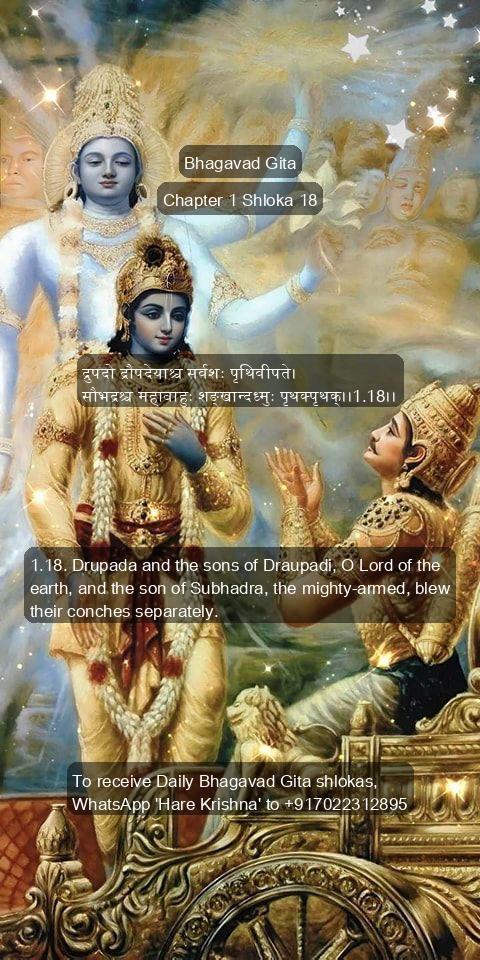 Bhagavad Gita
Chapter 1 Shloka 18
द्रुपदो द्रौपदेयाश्च सर्वशः पृथिवीपते।
सौभद्रश्च महाबाहुः शङ्खान्दध्मुः पृथक्पृथक्।।1.18।।
1.18. Drupada and the sons of Draupadi, O Lord of the
earth, and the son of Subhadra, the mighty-armed, blew
their conches separately.
To receive Daily Bhagavad Gita shlokas,
WhatsApp 'Hare Krishna' to +917022312895